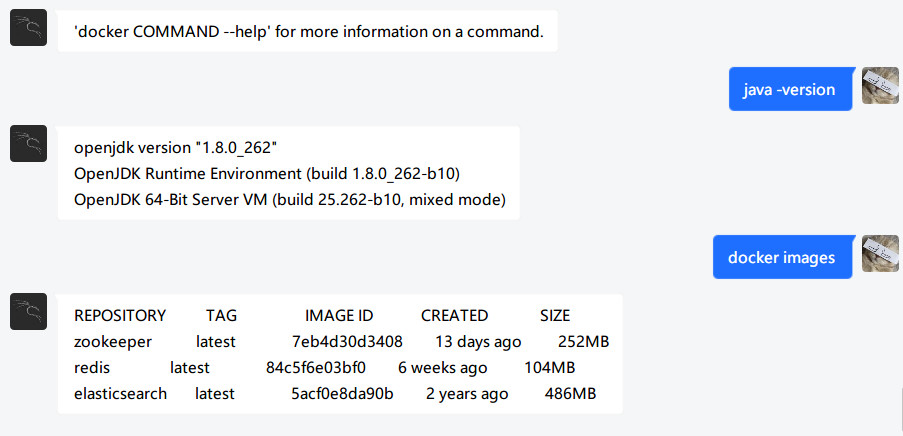 'docker COMMAND --help' for more information on a command.
java -version
openjdk version "1.8.0_262"
OpenJDK Runtime Environment (build 1.8.0_262-b10)
OpenJDK 64-Bit Server VM (build 25.262-b10, mixed mode)
docker images
REPOSITORY TAG IMAGE ID CREATED SIZE
zookeeper latest 7eb4d30d3408 13 days ago 252MB
redis latest 84c5f6e03bf0 6 weeks ago 104MB
elasticsearch latest 5acf0e8da90b 2 years ago 486MB